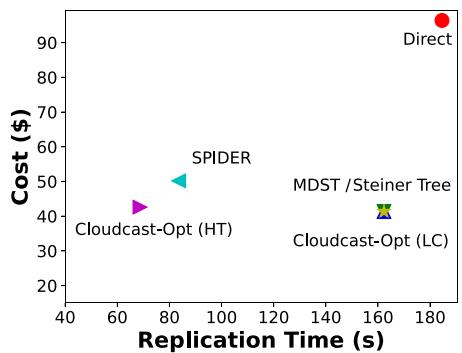 Direct
SPIDER
MDST / Steiner Tree
Cloudcast-Opt (HT)
Cloudcast-Opt (LC)
Cost ($)
90
80
70
60
50
40
30
20
40 60 80 100 120 140 160 180
Replication Time (s)